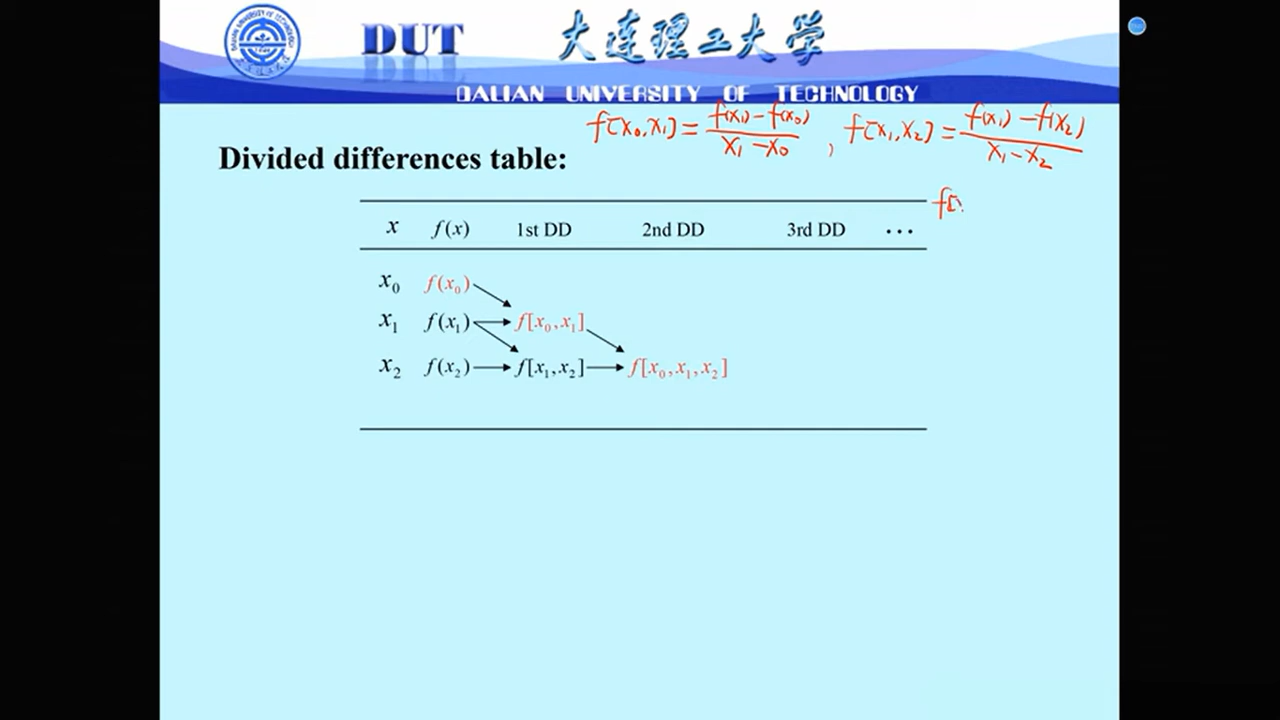 DUT 大连理工大学
DALIAN UNIVERSITY OF TECHNOLOGY
f[x₀,x₁] = f(x₁) - f(x₀) / x₁ - x₀ , f[x₁,x₂] = f(x₁) - f(x₂) / x₁ - x₂
Divided differences table:
f[
x f(x) 1st DD 2nd DD 3rd DD ...
x₀ f(x₀)
x₁ f(x₁) f[x₀,x₁]
x₂ f(x₂) f[x₁,x₂] f[x₀,x₁,x₂]